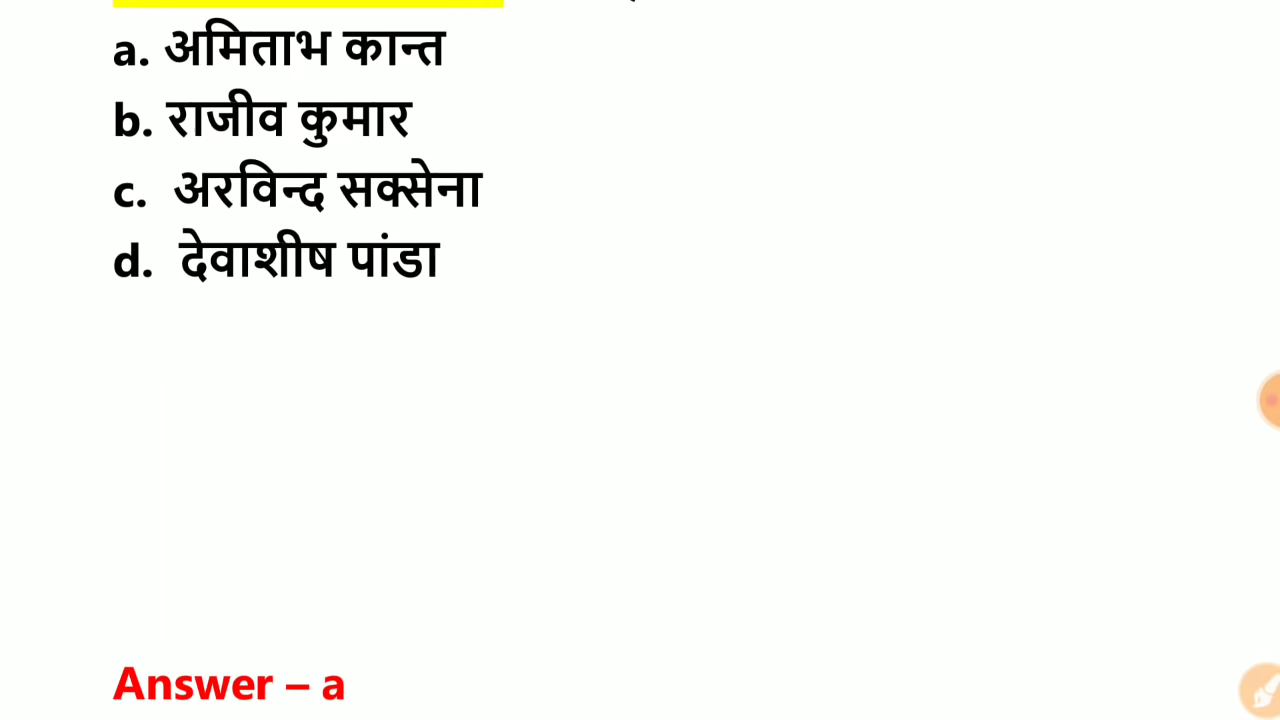 a. अमिताभ कान्त
b. राजीव कुमार
c. अरविन्द सक्सेना
d. देवाशीष पांडा
Answer – a